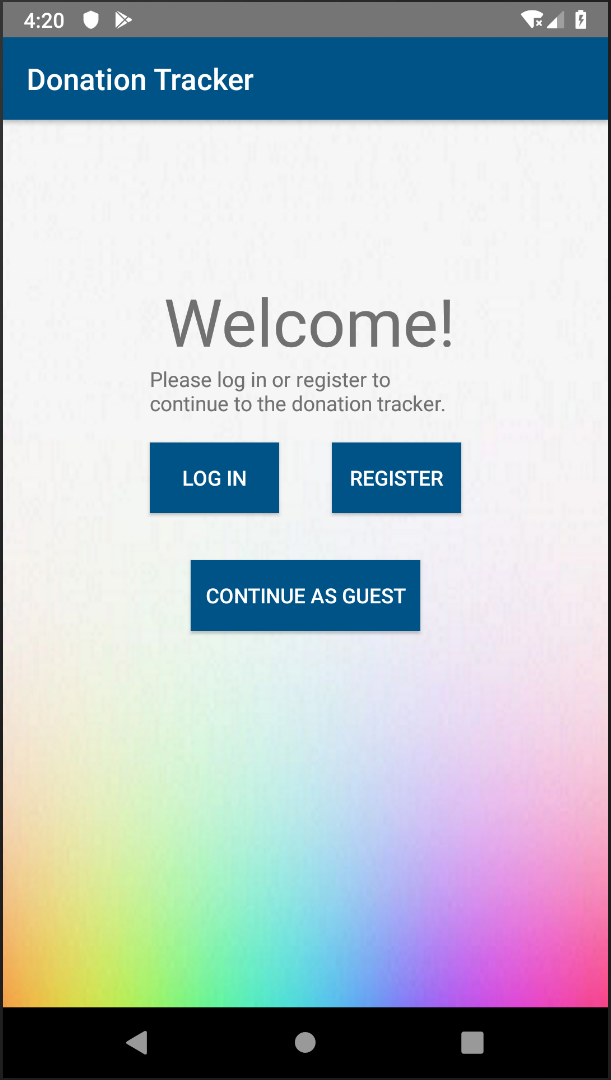 4:20
Donation Tracker
Welcome!
Please log in or register to
continue to the donation tracker.
LOG IN
REGISTER
CONTINUE AS GUEST